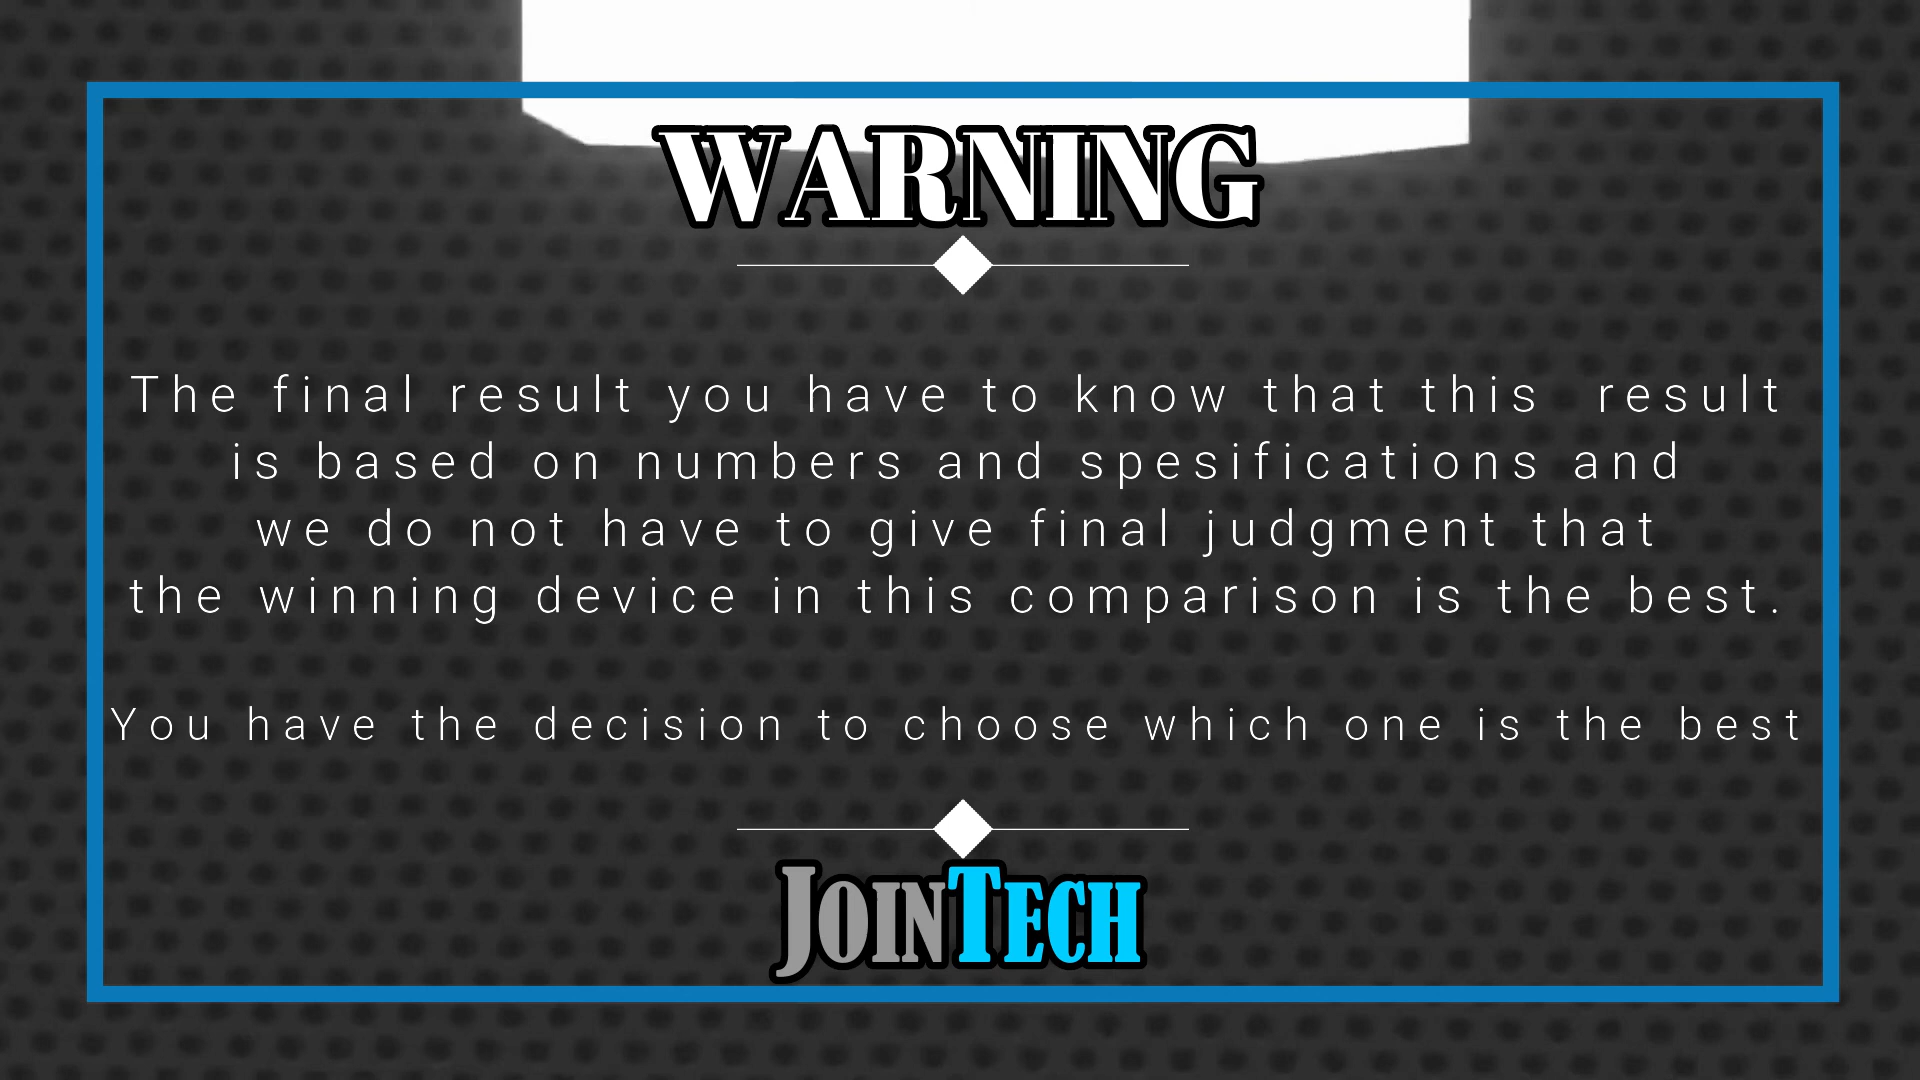 WARNING
The final result you have to know that this result
is based on numbers and spesifications and
we do not have to give final judgment that
the winning device in this comparison is the best.
You have the decision to choose which one is the best
JOINTECH